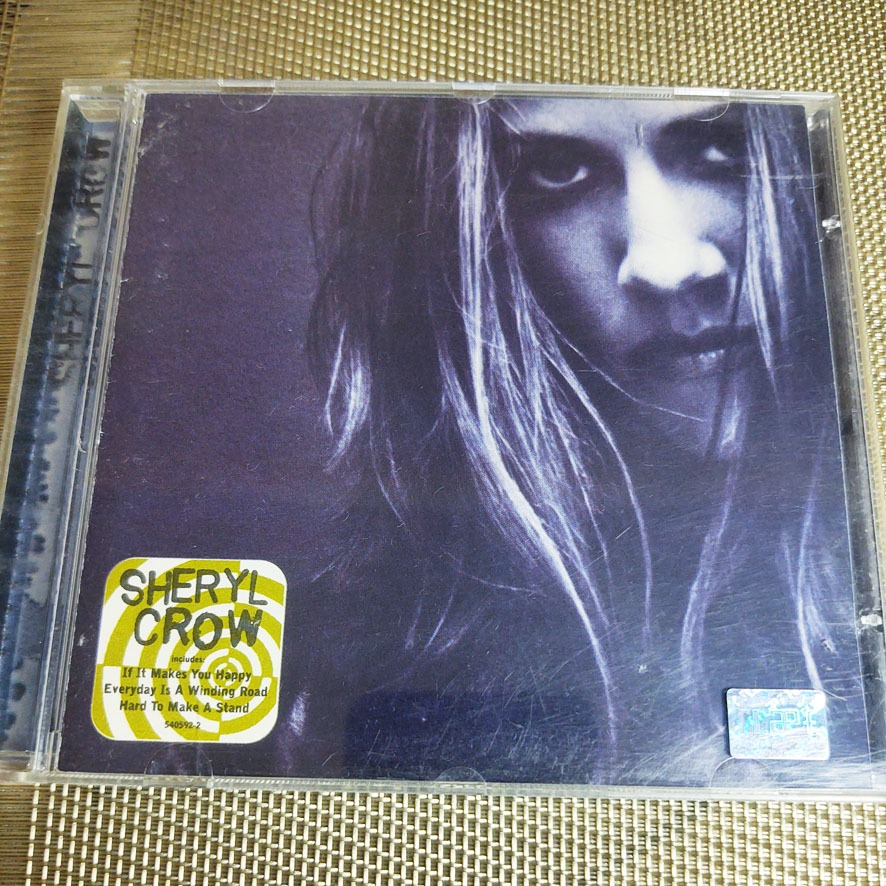 SHERYL CROW
SHERYL
CROW
includes:
If It Makes You Happy
Everyday Is A Winding Road
Hard To Make A Stand
540592-2